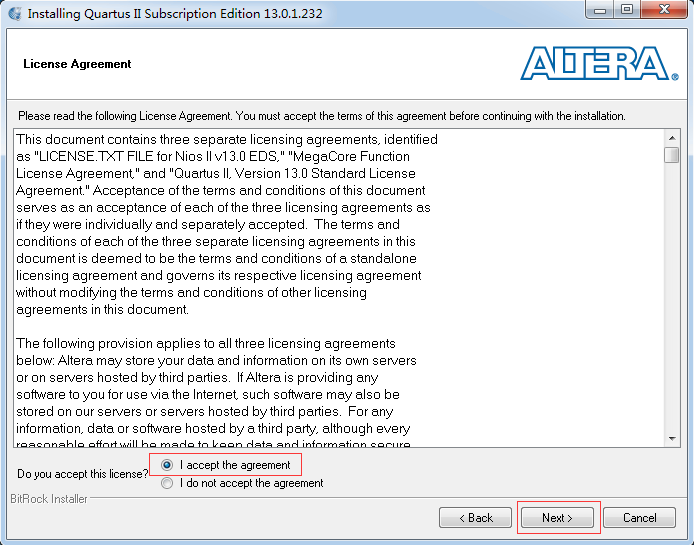 Installing Quartus II Subscription Edition 13.0.1.232
License Agreement
ALTERA®
Please read the following License Agreement. You must accept the terms of this agreement before continuing with the installation.
This document contains three separate licensing agreements, identified
as "LICENSE.TXT FILE for Nios II v13.0 EDS," "MegaCore Function
License Agreement," and "Quartus II, Version 13.0 Standard License
Agreement." Acceptance of the terms and conditions of this document
serves as an acceptance of each of the three licensing agreements as
if they were individually and separately accepted.  The terms and
conditions of each of the three separate licensing agreements in this
document is deemed to be the terms and conditions of a standalone
licensing agreement and governs its respective licensing agreement
without modifying the terms and conditions of other licensing
agreements in this document.
The following provision applies to all three licensing agreements
below: Altera may store your data and information on its own servers
or on servers hosted by third parties.  If Altera is providing any
software to you for use via the Internet, such software may also be
stored on our servers or servers hosted by third parties.  For any
information, data or software hosted by a third party, although every
reasonable effort will be made to keep data and information secure
Do you accept this license?
I accept the agreement
I do not accept the agreement
BitRock Installer
< Back
Next >
Cancel